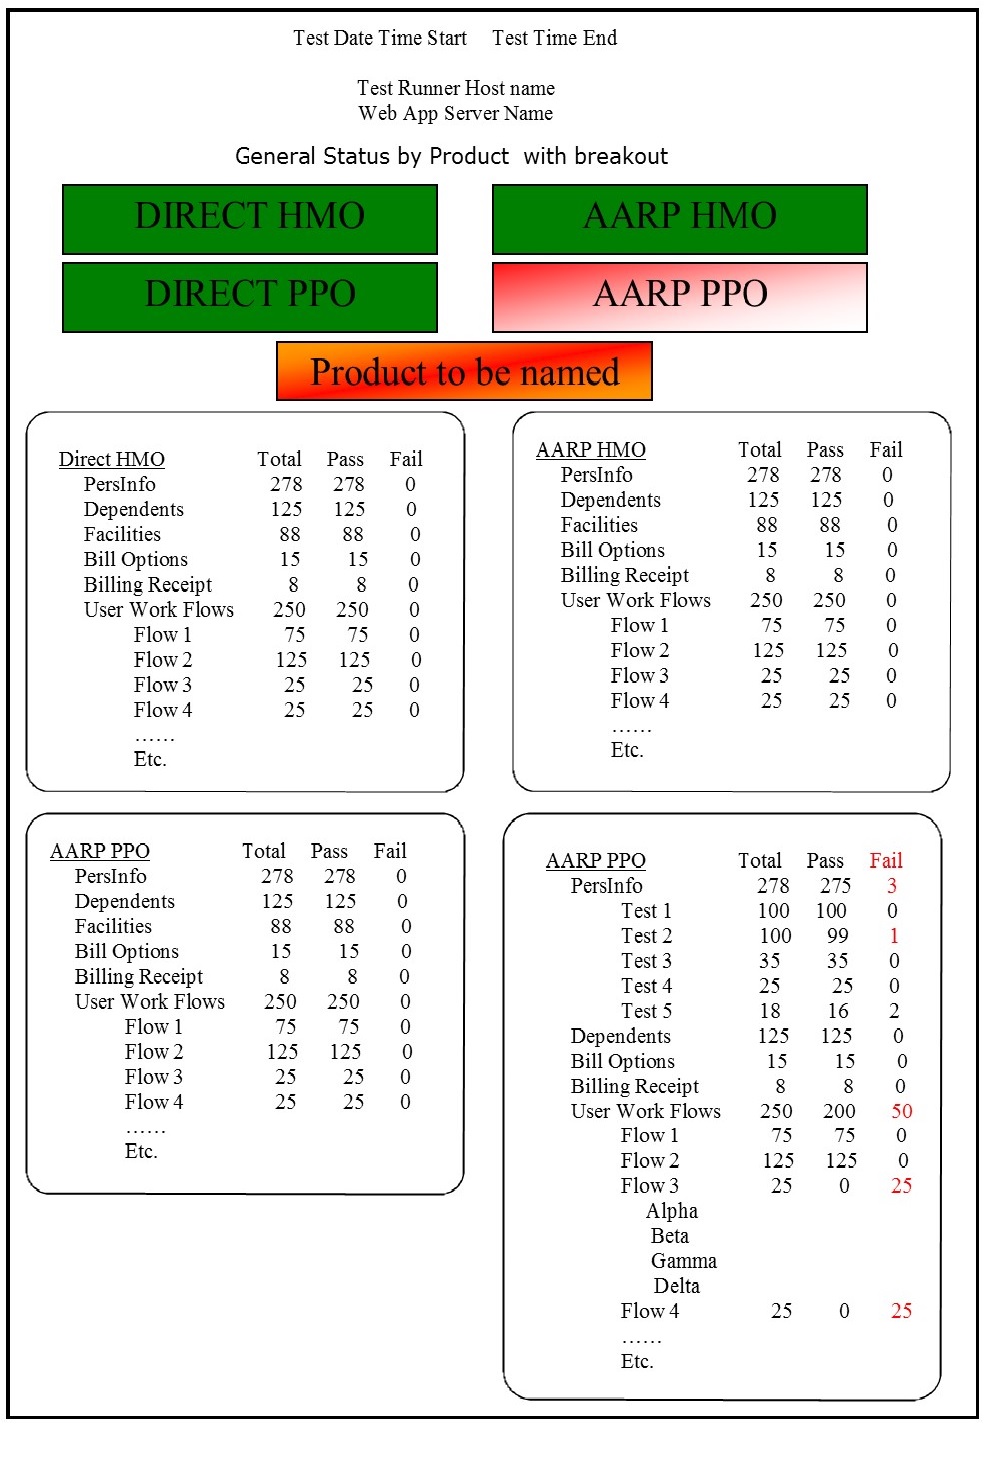 Test Date Time Start Test Time End
Test Runner Host name
Web App Server Name
General Status by Product with breakout
DIRECT HMO AARP HMO
DIRECT PPO AARP PPO
Product to be named
Direct HMO Total Pass Fail
PersInfo 278 278 0
Dependents 125 125 0
Facilities 88 88 0
Bill Options 15 15 0
Billing Receipt 8 8 0
User Work Flows 250 250 0
Flow 1 75 75 0
Flow 2 125 125 0
Flow 3 25 25 0
Flow 4 25 25 0
……
Etc.
AARP HMO Total Pass Fail
PersInfo 278 278 0
Dependents 125 125 0
Facilities 88 88 0
Bill Options 15 15 0
Billing Receipt 8 8 0
User Work Flows 250 250 0
Flow 1 75 75 0
Flow 2 125 125 0
Flow 3 25 25 0
Flow 4 25 25 0
……
Etc.
AARP PPO Total Pass Fail
PersInfo 278 278 0
Dependents 125 125 0
Facilities 88 88 0
Bill Options 15 15 0
Billing Receipt 8 8 0
User Work Flows 250 250 0
Flow 1 75 75 0
Flow 2 125 125 0
Flow 3 25 25 0
Flow 4 25 25 0
……
Etc.
AARP PPO Total Pass Fail
PersInfo 278 275 3
Test 1 100 100 0
Test 2 100 99 1
Test 3 35 35 0
Test 4 25 25 0
Test 5 18 16 2
Dependents 125 125 0
Bill Options 15 15 0
Billing Receipt 8 8 0
User Work Flows 250 200 50
Flow 1 75 75 0
Flow 2 125 125 0
Flow 3 25 0 25
Alpha
Beta
Gamma
Delta
Flow 4 25 0 25
……
Etc.